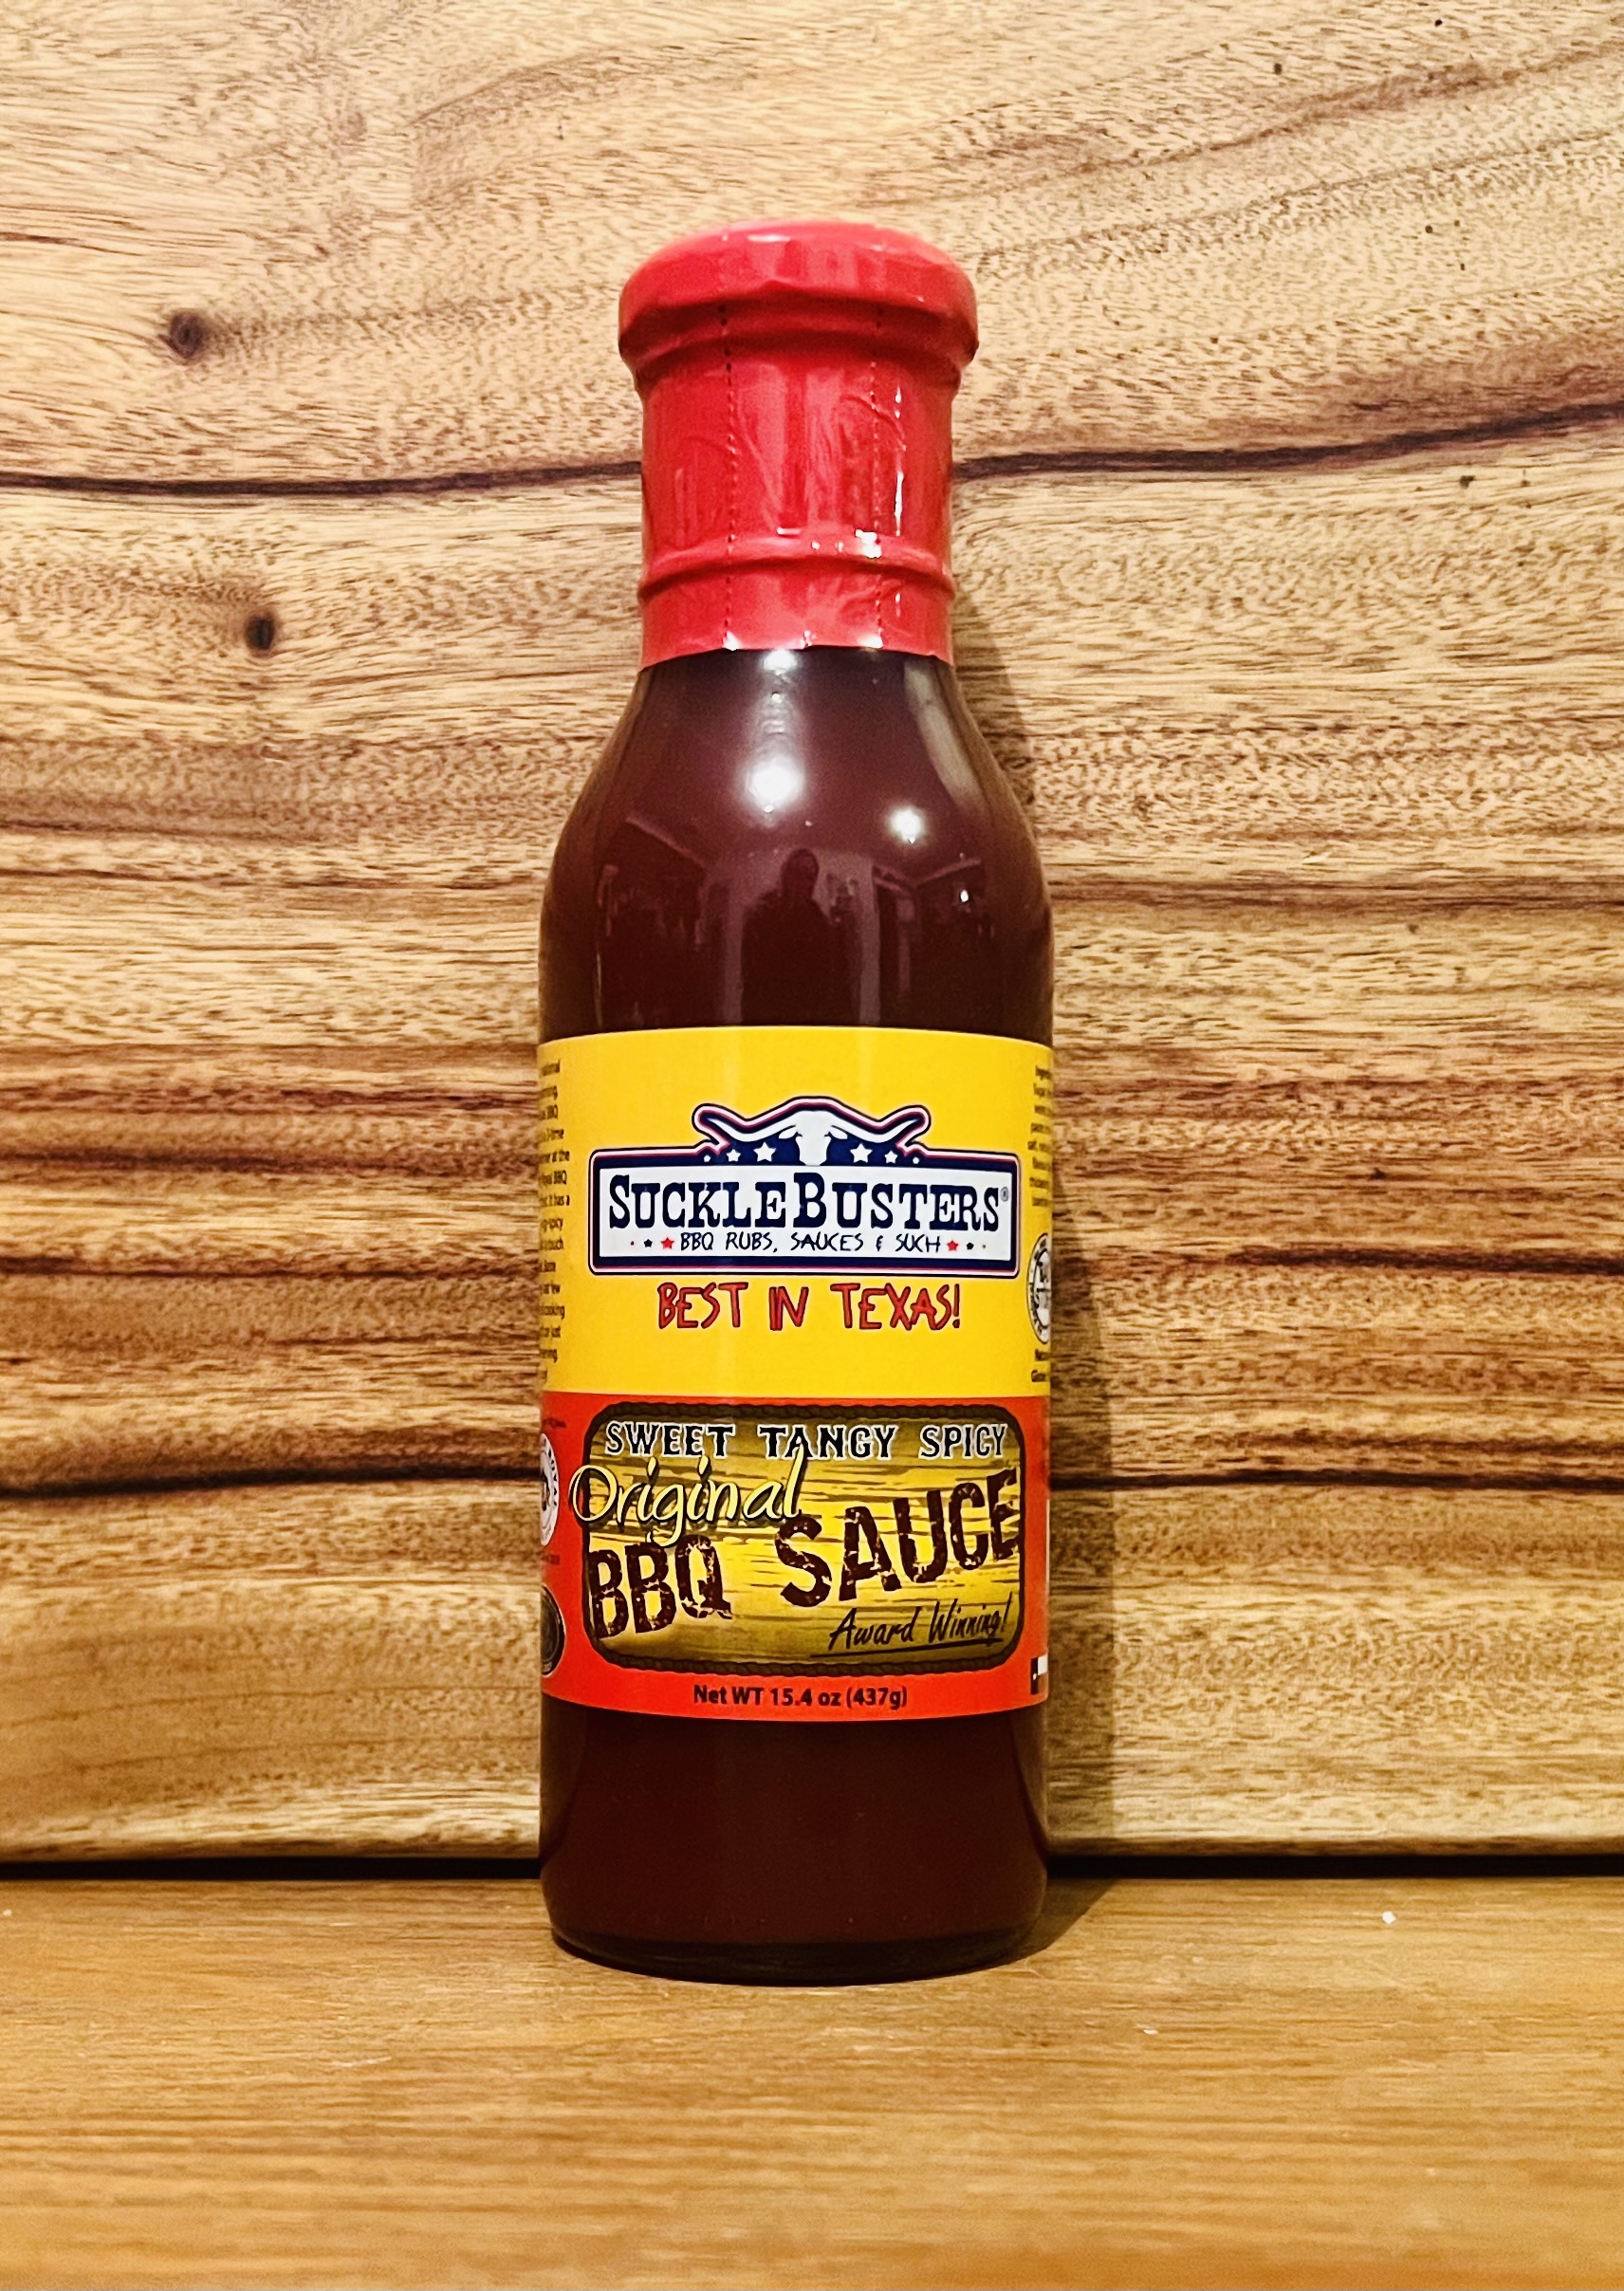 SUCKLEBUSTERS®
BBQ RUBS, SAUCES & SUCH
BEST IN TEXAS!
SWEET TANGY SPICY
Original
BBQ SAUCE
Award Winning!
Net WT 15.4 oz (437g)